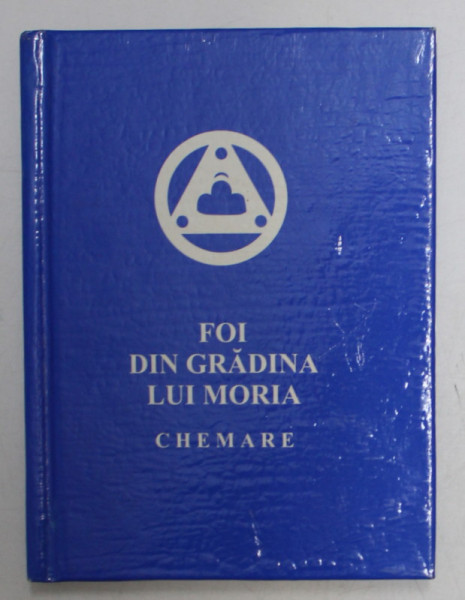 FOI
DIN GRĂDINA
LUI MORIA
CHEMARE